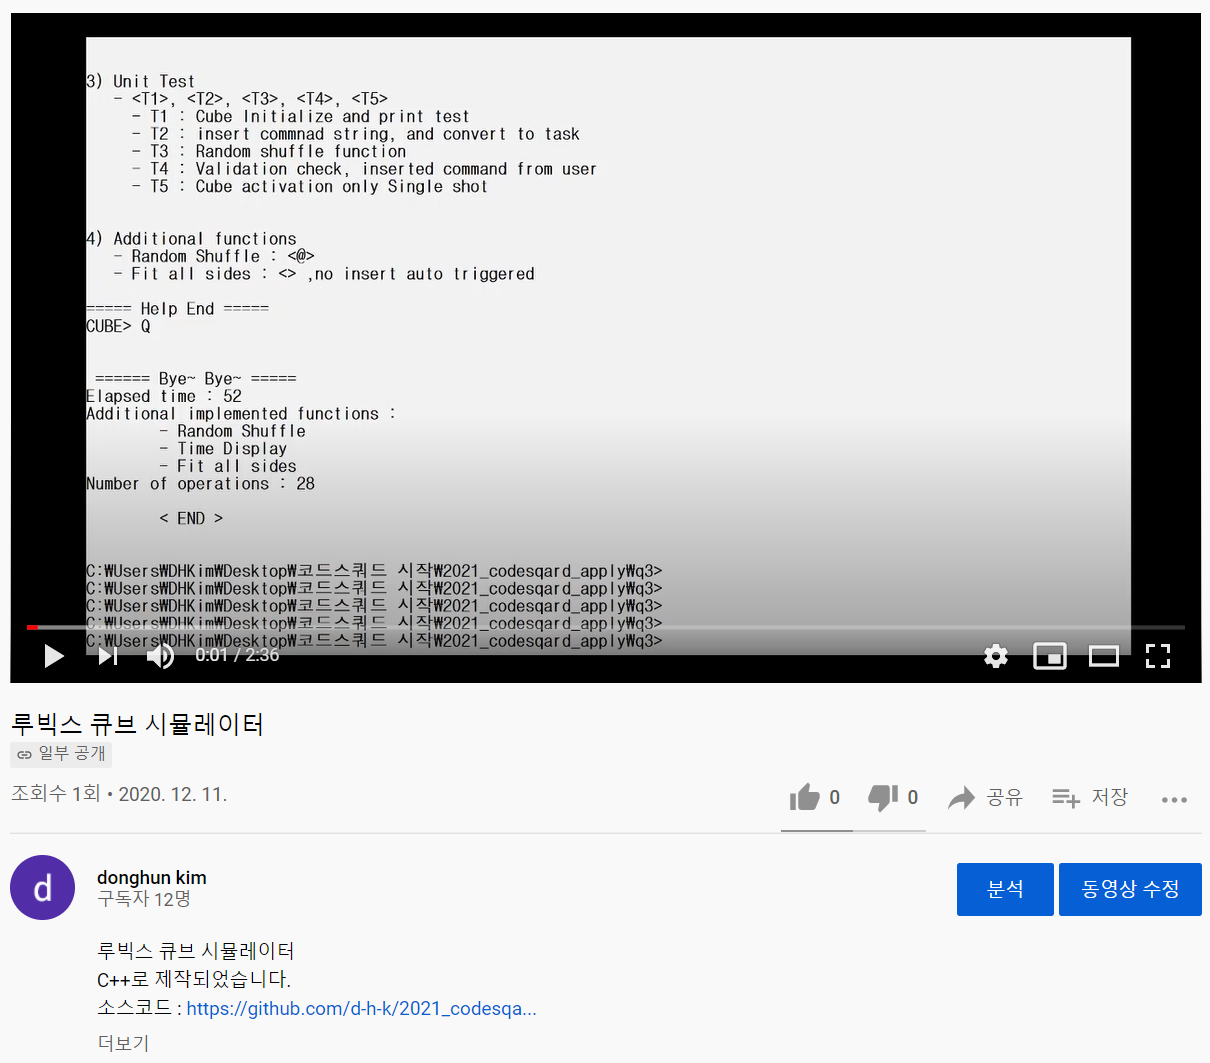 3) Unit Test
- <T1>, <T2>, <T3>, <T4>, <T5>
- T1 : Cube Initialize and print test
- T2 : insert commnad string, and convert to task
- T3 : Random shuffle function
- T4 : Validation check, inserted command from user
- T5 : Cube activation only Single shot
4) Additional functions
- Random Shuffle : <@>
- Fit all sides : <> ,no insert auto triggered
===== Help End =====
CUBE> Q
====== Bye~ Bye~ =====
Elapsed time : 52
Additional implemented functions :
- Random Shuffle
- Time Display
- Fit all sides
Number of operations : 28
< END >
C:₩Users₩DHKim₩Desktop₩코드스쿼드 시작₩2021_codesqard_apply₩q3>
C:₩Users₩DHKim₩Desktop₩코드스쿼드 시작₩2021_codesqard_apply₩q3>
C:₩Users₩DHKim₩Desktop₩코드스쿼드 시작₩2021_codesqard_apply₩q3>
C:₩Users₩DHKim₩Desktop₩코드스쿼드 시작₩2021_codesqard_apply₩q3>
C:₩Users₩DHKim₩Desktop₩코드스쿼드 시작₩2021_codesqard_apply₩q3>
0:01 / 2:36
루빅스 큐브 시뮬레이터
일부 공개
조회수 1회 • 2020. 12. 11.
0 0 공유 저장
d
donghun kim
구독자 12명
분석 동영상 수정
루빅스 큐브 시뮬레이터
C++로 제작되었습니다.
소스코드 : https://github.com/d-h-k/2021_codesqa...
더보기